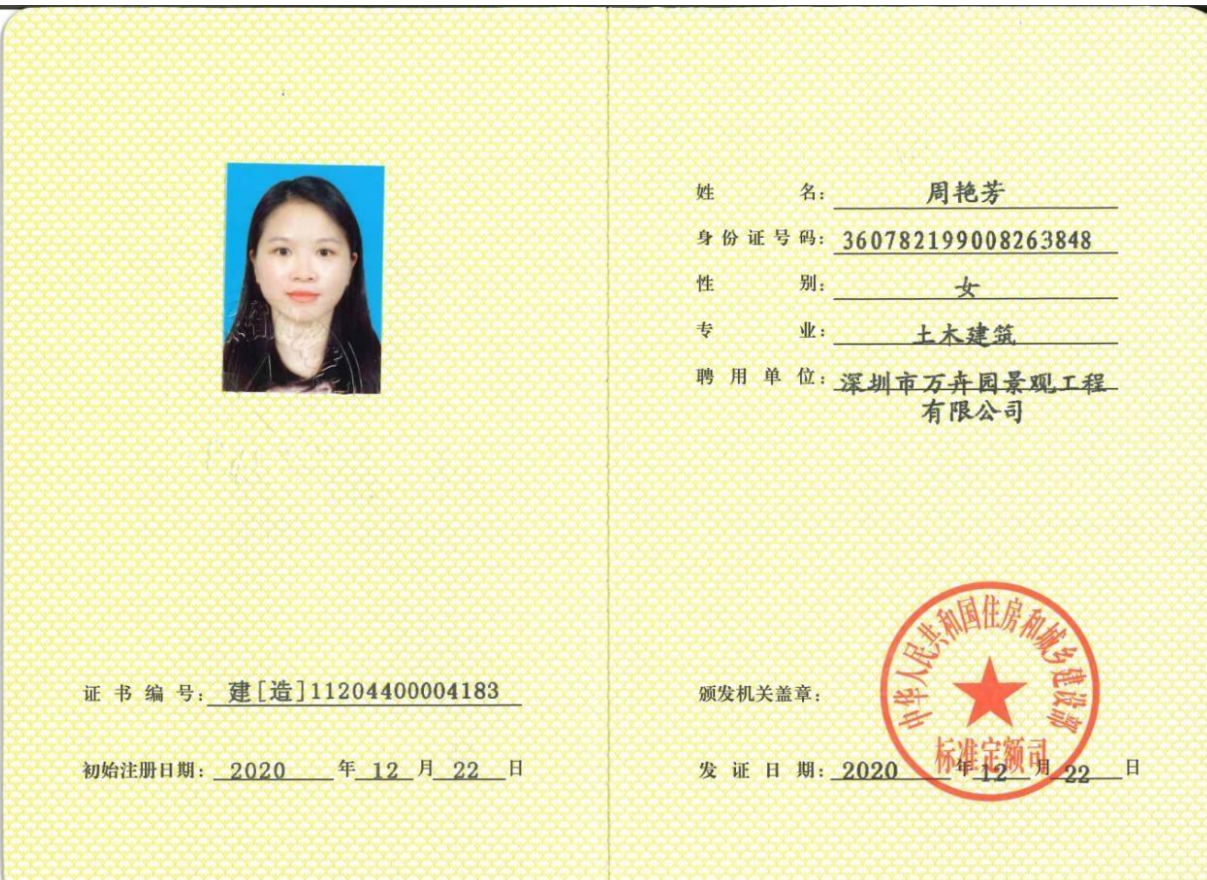 证书编号: 建[造]11204400004183
初始注册日期: 2020 年 12 月 22 日
姓名: 周艳芳
身份证号码: 360782199008263848
性别: 女
专业: 土木建筑
聘用单位: 深圳市万卉园景观工程
有限公司
颁发机关盖章:
中华人民共和国住房和城乡建设部
标准定额司
发证日期: 2020 年 12 月 22 日